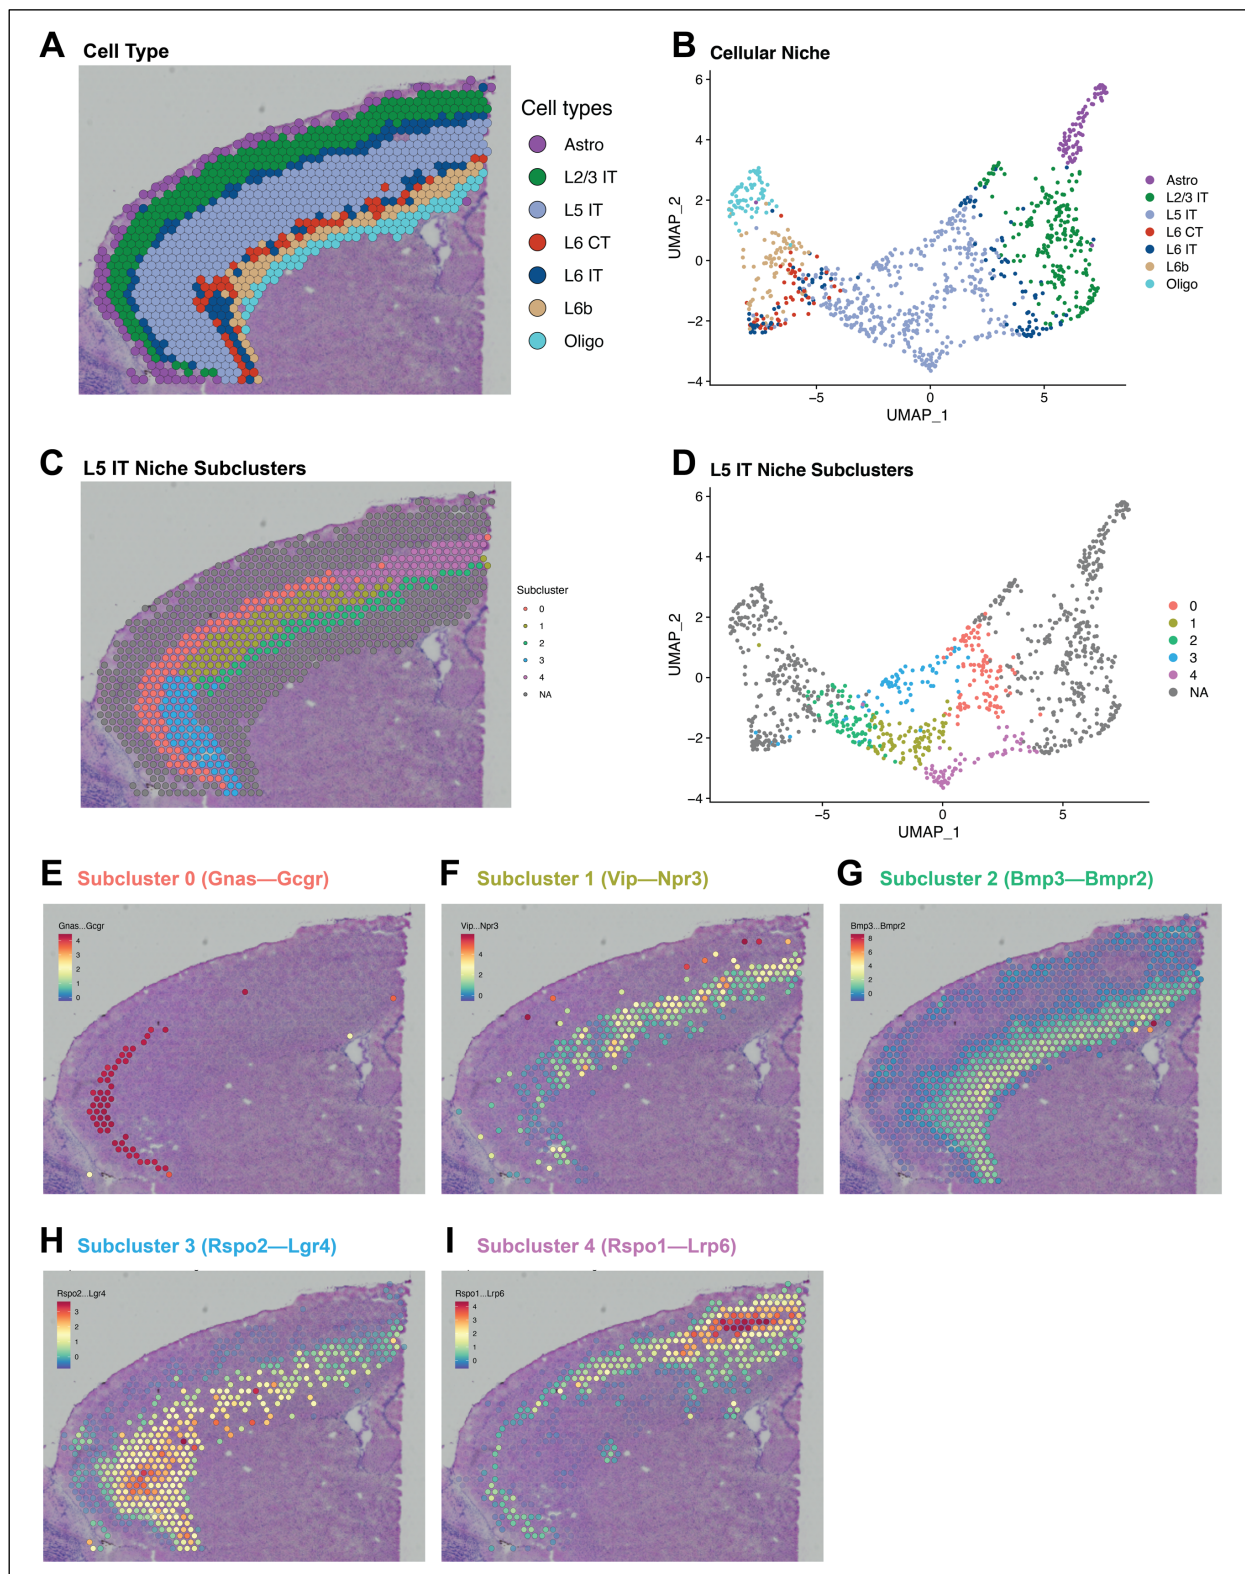 A Cell Type
Cell types
Astro
L2/3 IT
L5 IT
L6 CT
L6 IT
L6b
Oligo
B Cellular Niche
6
4
2
0
−2
−4
UMAP_2
−5
0
5
UMAP_1
Astro
L2/3 IT
L5 IT
L6 CT
L6 IT
L6b
Oligo
C L5 IT Niche Subclusters
Subcluster
0
1
2
3
4
NA
D L5 IT Niche Subclusters
6
4
2
0
−2
−4
UMAP_2
−5
0
5
UMAP_1
0
1
2
3
4
NA
E Subcluster 0 (Gnas—Gcgr)
Gnas...Gcgr
4
3
2
1
0
F Subcluster 1 (Vip—Npr3)
Vip...Npr3
4
2
0
G Subcluster 2 (Bmp3—Bmpr2)
Bmp3...Bmpr2
8
6
4
2
0
H Subcluster 3 (Rspo2—Lgr4)
Rspo2...Lgr4
3
2
1
0
I Subcluster 4 (Rspo1—Lrp6)
Rspo1...Lrp6
4
3
2
1
0